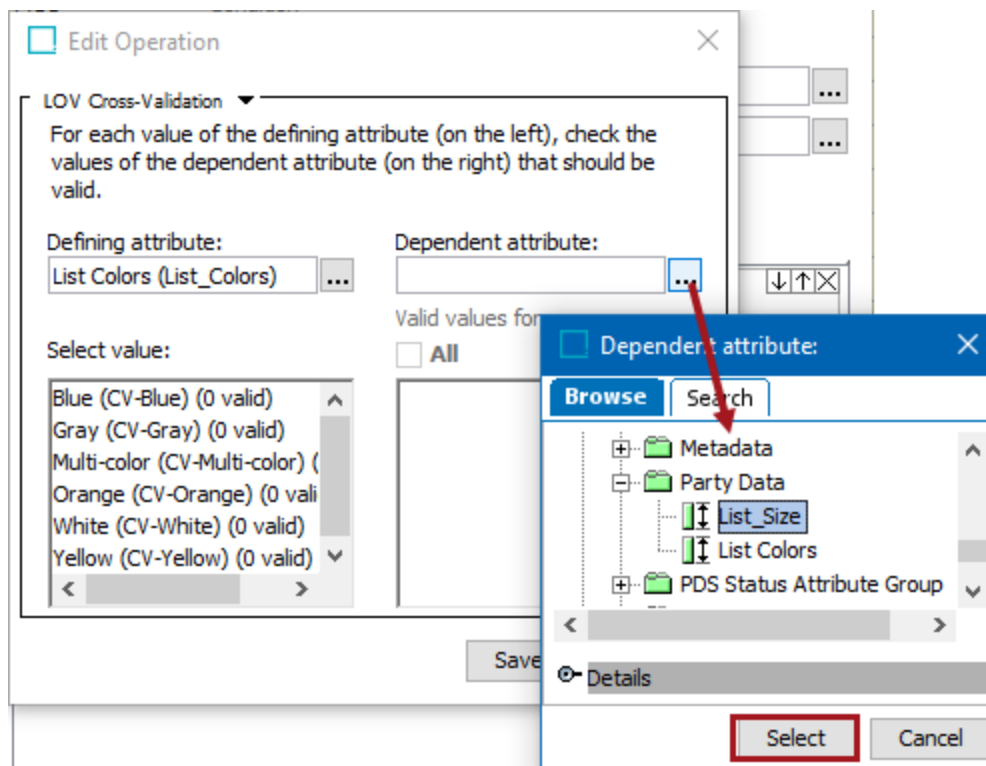 Edit Operation
LOV Cross-Validation
For each value of the defining attribute (on the left), check the
values of the dependent attribute (on the right) that should be
valid.
Defining attribute:
Dependent attribute:
List Colors (List_Colors)
...
...
...
...
Valid values for
Select value:
All
Blue (CV-Blue) (0 valid)
Gray (CV-Gray) (0 valid)
Multi-color (CV-Multi-color) (
Orange (CV-Orange) (0 vali
White (CV-White) (0 valid)
Yellow (CV-Yellow) (0 valid)
Save
Dependent attribute:
Browse
Search
Metadata
Party Data
List_Size
List Colors
PDS Status Attribute Group
Details
Select
Cancel